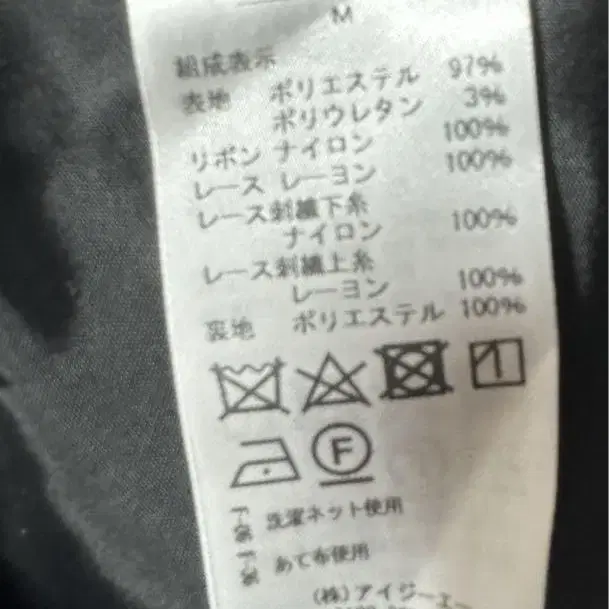 M
組成表示
表地 ポリエステル 97%
ポリウレタン 3%
リボン ナイロン 100%
レース レーヨン 100%
レース刺繍下糸
ナイロン 100%
レース刺繍上糸
レーヨン 100%
裏地 ポリエステル 100%
F
洗濯ネット使用
あて布使用
(株)アイジーエー